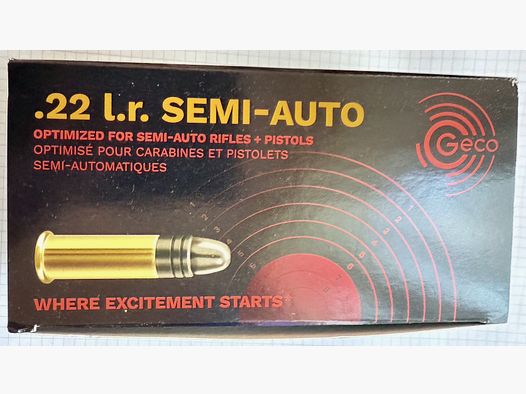 .22 l.r. SEMI-AUTO
OPTIMIZED FOR SEMI-AUTO RIFLES + PISTOLS
OPTIMISÉ POUR CARABINES ET PISTOLETS
SEMI-AUTOMATIQUES
Geco
WHERE EXCITEMENT STARTS